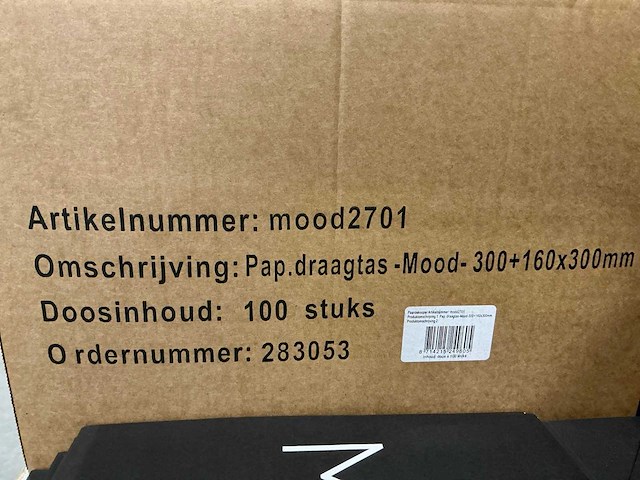 Artikelnummer: mood2701
Omschrijving: Pap.draagtas -Mood- 300+160x300mm
Doosinhoud: 100 stuks
Ordernummer: 283053
M